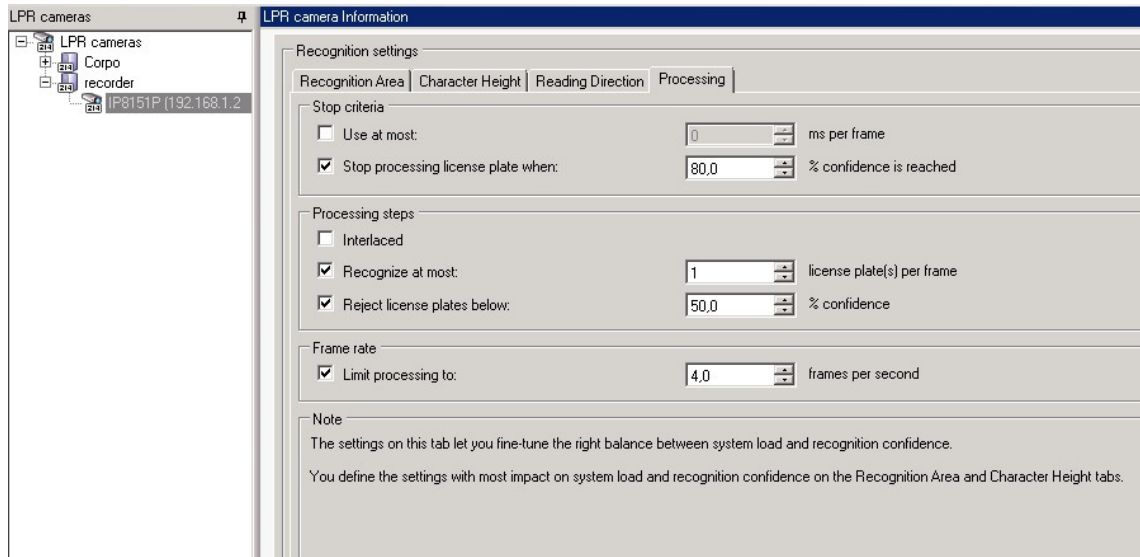 LPR cameras
LPR cameras
Corpo
recorder
IP8151P (192.168.1.2
LPR camera Information
Recognition settings
Recognition Area Character Height Reading Direction Processing
Stop criteria
Use at most: 0 ms per frame
Stop processing license plate when: 80,0 % confidence is reached
Processing steps
Interlaced
Recognize at most: 1 license plate(s) per frame
Reject license plates below: 50,0 % confidence
Frame rate
Limit processing to: 4,0 frames per second
Note
The settings on this tab let you fine-tune the right balance between system load and recognition confidence.
You define the settings with most impact on system load and recognition confidence on the Recognition Area and Character Height tabs.